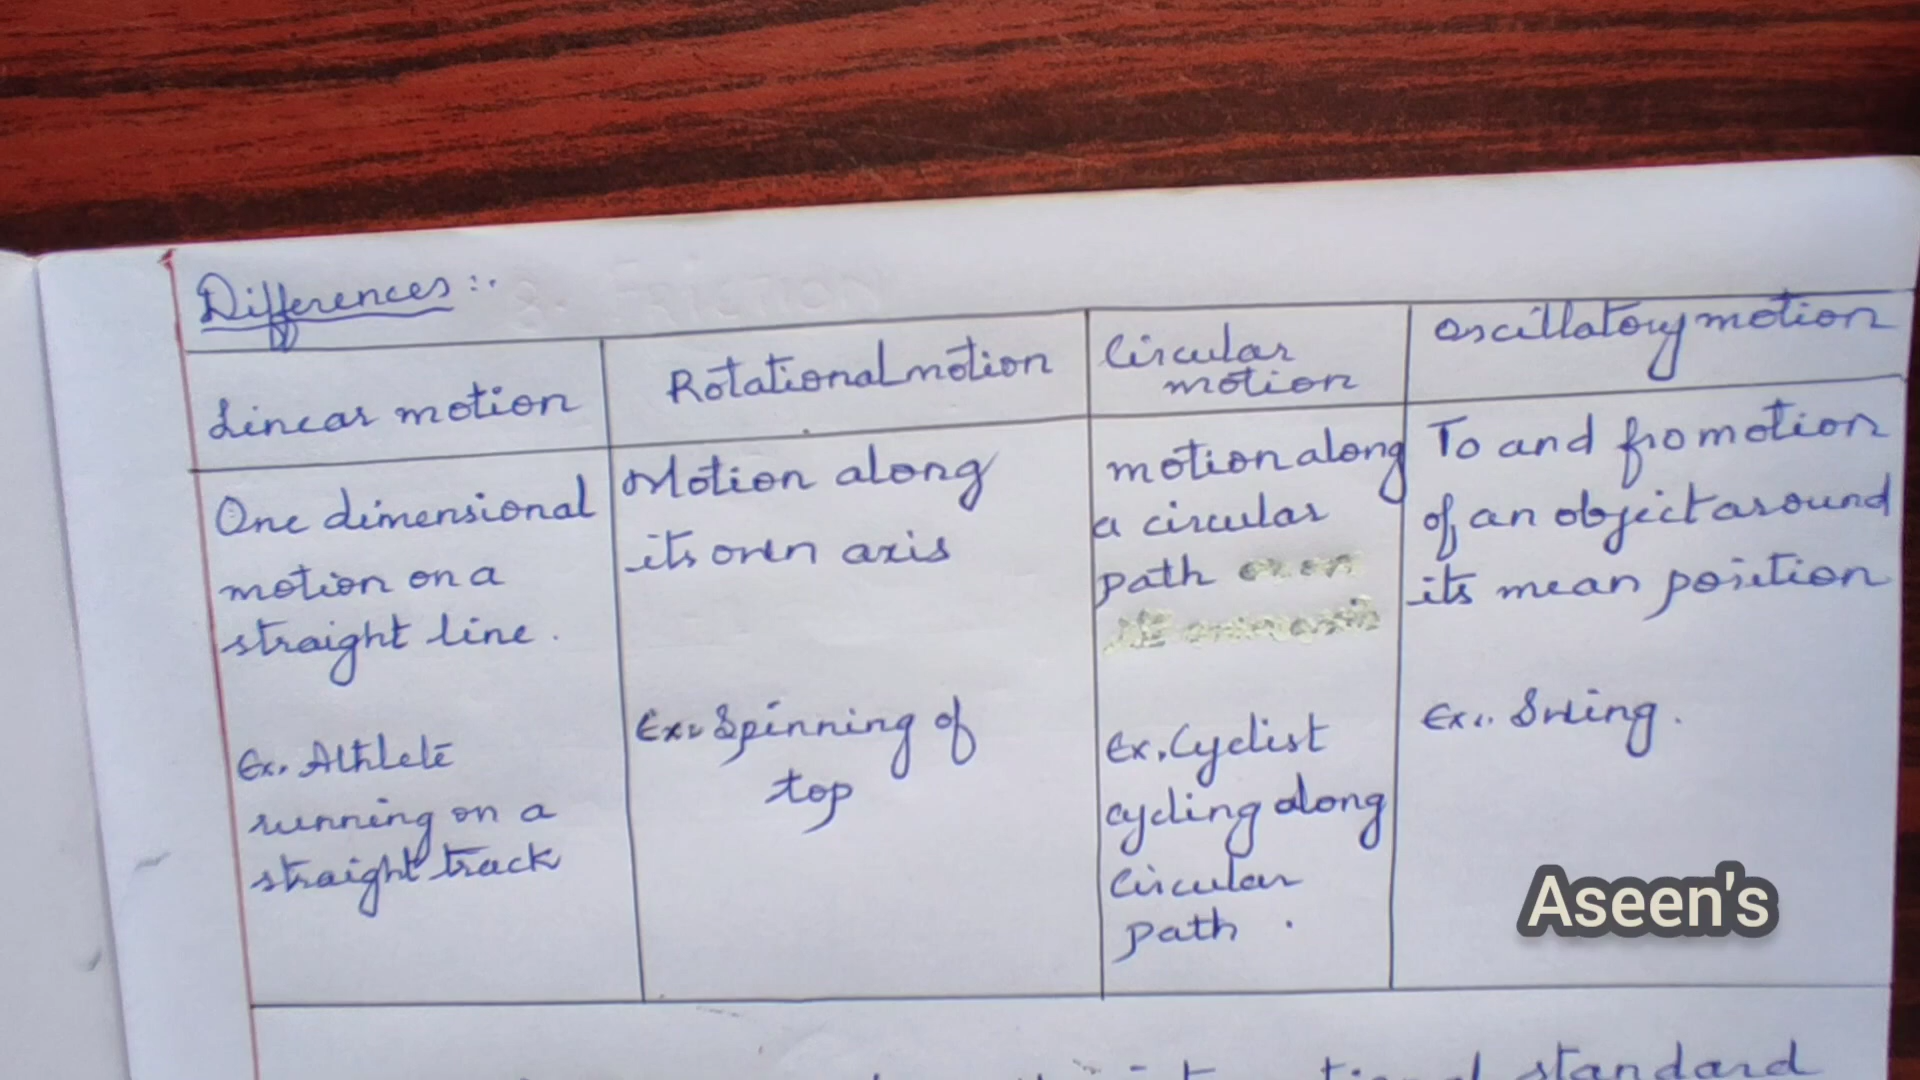 Differences :-
Linear motion
Rotational motion
Circular
motion
oscillatory motion
One dimensional
motion on a
straight line .
Ex. Athlete
running on a
straight track
Motion along
its own axis
Ex:- Spinning of
top
motion along
a circular
path
Ex. Cyclist
cycling along
circular
path .
To and fro motion
of an object around
its mean position
Ex:. Swing .
Aseen's
standard